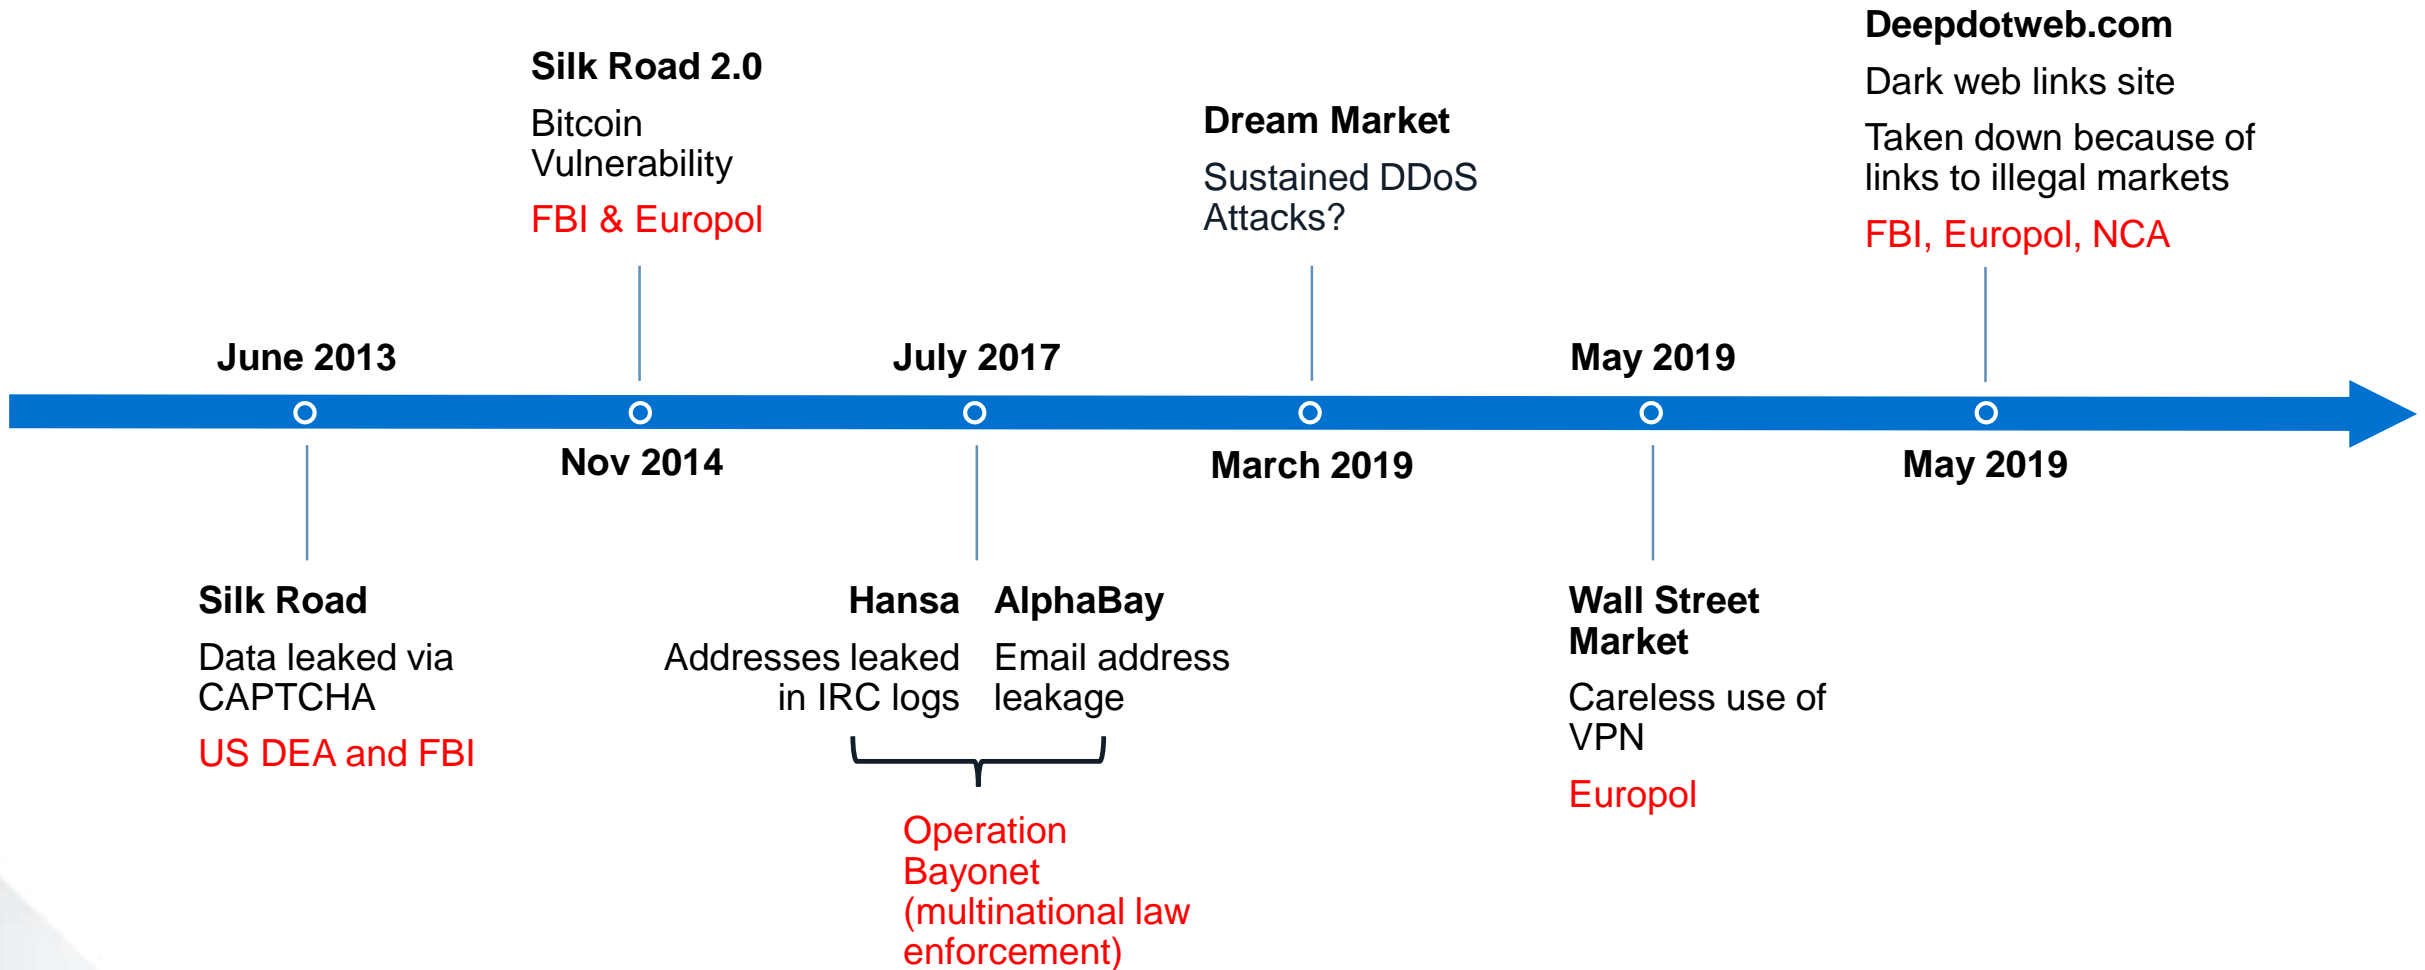 June 2013
Silk Road
Data leaked via
CAPTCHA
US DEA and FBI
Silk Road 2.0
Bitcoin
Vulnerability
FBI & Europol
Nov 2014
July 2017
Hansa
Addresses leaked
in IRC logs
AlphaBay
Email address
leakage
Operation
Bayonet
(multinational law
enforcement)
Dream Market
Sustained DDoS
Attacks?
March 2019
May 2019
Wall Street
Market
Careless use of
VPN
Europol
Deepdotweb.com
Dark web links site
Taken down because of
links to illegal markets
FBI, Europol, NCA
May 2019